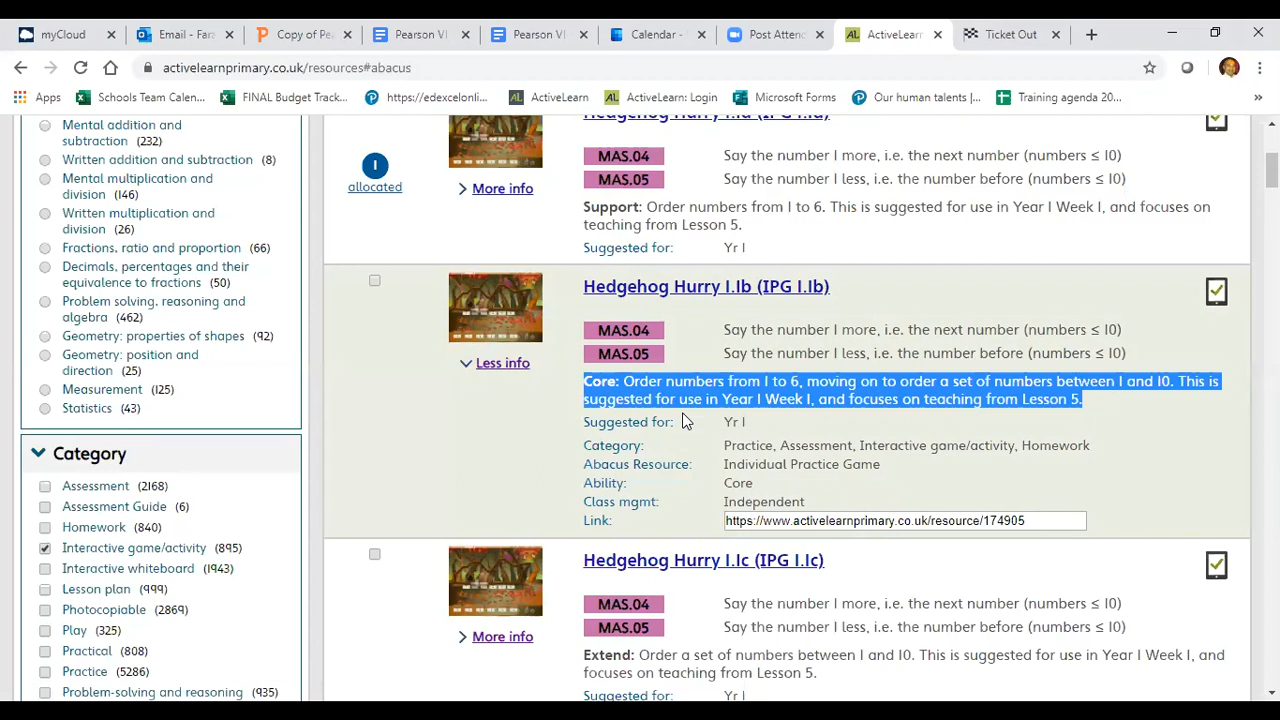 myCloud
Email - Far
Copy of Pe
Pearson VI
Pearson VI
Calendar -
Post Attend
ActiveLearn
Ticket Out
activelearnprimary.co.uk/resources#abacus
Apps
Schools Team Calen...
FINAL Budget Track...
https://edexcelonli...
ActiveLearn
ActiveLearn: Login
Microsoft Forms
Our human talents |...
Training agenda 20...
Mental addition and
subtraction (232)
Written addition and subtraction (8)
Mental multiplication and
division (146)
Written multiplication and
division (26)
Fractions, ratio and proportion (66)
Decimals, percentages and their
equivalence to fractions (50)
Problem solving, reasoning and
algebra (462)
Geometry: properties of shapes (92)
Geometry: position and
direction (25)
Measurement (125)
Statistics (43)
Category
Assessment (2168)
Assessment Guide (6)
Homework (840)
Interactive game/activity (895)
Interactive whiteboard (1943)
Lesson plan (999)
Photocopiable (2869)
Play (325)
Practical (808)
Practice (5286)
Problem-solving and reasoning (935)
1
allocated
More info
Hedgehog Hurry 1.1a (IPG 1.1a)
MAS.04 Say the number 1 more, i.e. the next number (numbers ≤ 10)
MAS.05 Say the number 1 less, i.e. the number before (numbers ≤ 10)
Support: Order numbers from 1 to 6. This is suggested for use in Year 1 Week 1, and focuses on
teaching from Lesson 5.
Suggested for: Yr 1
Less info
Hedgehog Hurry 1.1b (IPG 1.1b)
MAS.04 Say the number 1 more, i.e. the next number (numbers ≤ 10)
MAS.05 Say the number 1 less, i.e. the number before (numbers ≤ 10)
Core: Order numbers from 1 to 6, moving on to order a set of numbers between 1 and 10. This is
suggested for use in Year 1 Week 1, and focuses on teaching from Lesson 5.
Suggested for: Yr 1
Category: Practice, Assessment, Interactive game/activity, Homework
Abacus Resource: Individual Practice Game
Ability: Core
Class mgmt: Independent
Link: https://www.activelearnprimary.co.uk/resource/174905
More info
Hedgehog Hurry 1.1c (IPG 1.1c)
MAS.04 Say the number 1 more, i.e. the next number (numbers ≤ 10)
MAS.05 Say the number 1 less, i.e. the number before (numbers ≤ 10)
Extend: Order a set of numbers between 1 and 10. This is suggested for use in Year 1 Week 1, and
focuses on teaching from Lesson 5.
Suggested for: Yr 1